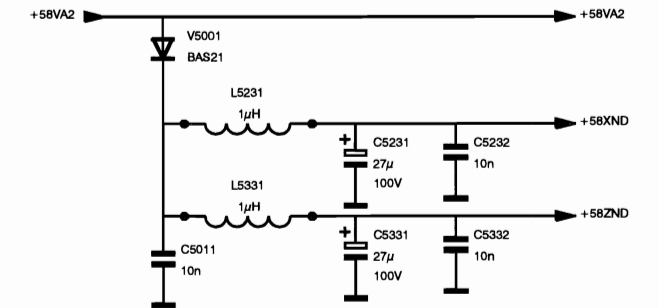 +58VA2
+58VA2
V5001
BAS21
L5231
1µH
+58XND
+
C5231
27µ
100V
C5232
10n
L5331
1µH
+58ZND
+
C5331
27µ
100V
C5332
10n
C5011
10n